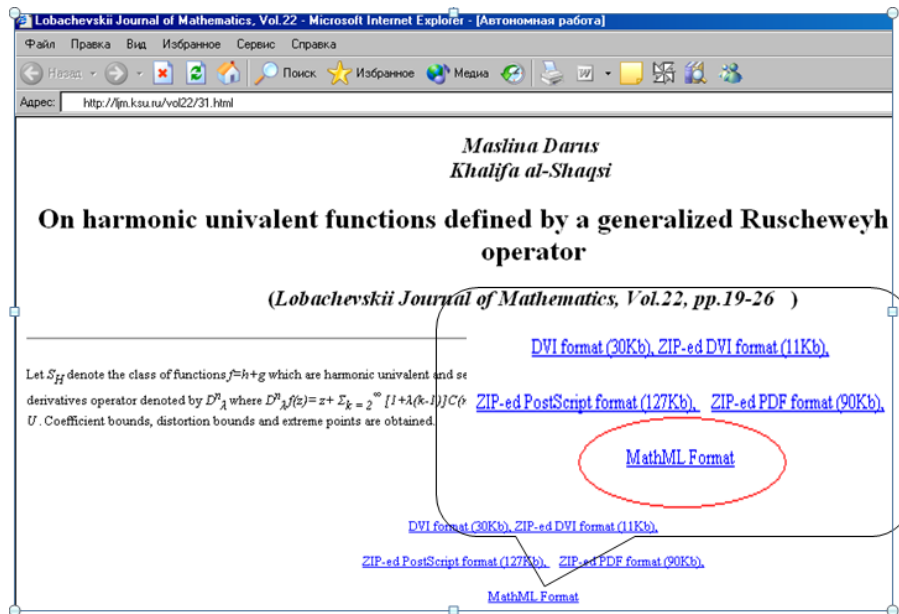 Lobachevskii Journal of Mathematics, Vol.22 - Microsoft Internet Explorer - [Автономная работа]
Файл Правка Вид Избранное Сервис Справка
Назад Поиск Избранное Медиа
Адрес: http://ljm.ksu.ru/vol22/31.html
Maslina Darus
Khalifa al-Shaqsi
On harmonic univalent functions defined by a generalized Ruscheweyh
operator
(Lobachevskii Journal of Mathematics, Vol.22, pp.19-26 )
DVI format (30Kb), ZIP-ed DVI format (11Kb),
Let S_H denote the class of functions f=h+g which are harmonic univalent and se
derivatives operator denoted by D^n_λ where D^n_λ f(z)= z+ Σ_{k = 2}^∞ [1+λ(k-1)]C(
ZIP-ed PostScript format (127Kb), ZIP-ed PDF format (90Kb),
U. Coefficient bounds, distortion bounds and extreme points are obtained.
MathML Format
DVI format (30Kb), ZIP-ed DVI format (11Kb),
ZIP-ed PostScript format (127Kb), ZIP-ed PDF format (90Kb),
MathML Format